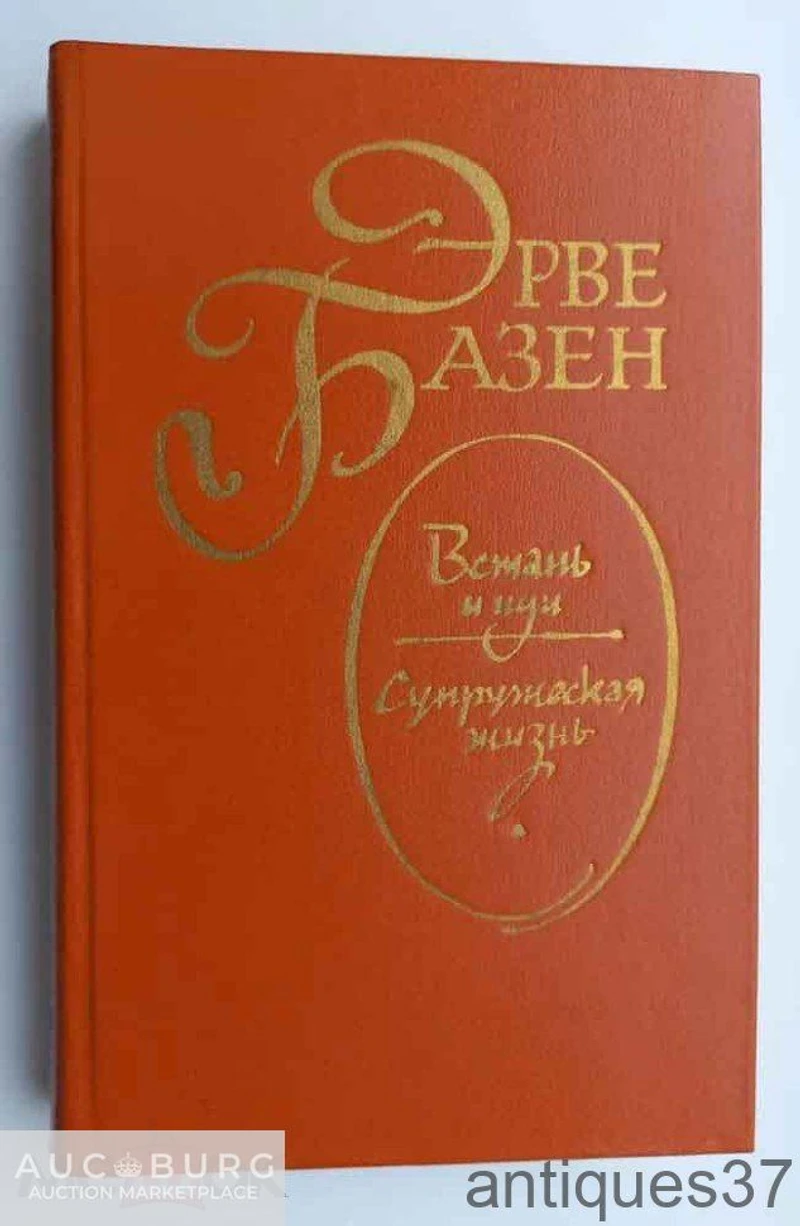 ЭРВЕ
БАЗЕН
Встань
и иди
Супружеская
жизнь
AUCBURG
AUCTION MARKETPLACE
antiques37